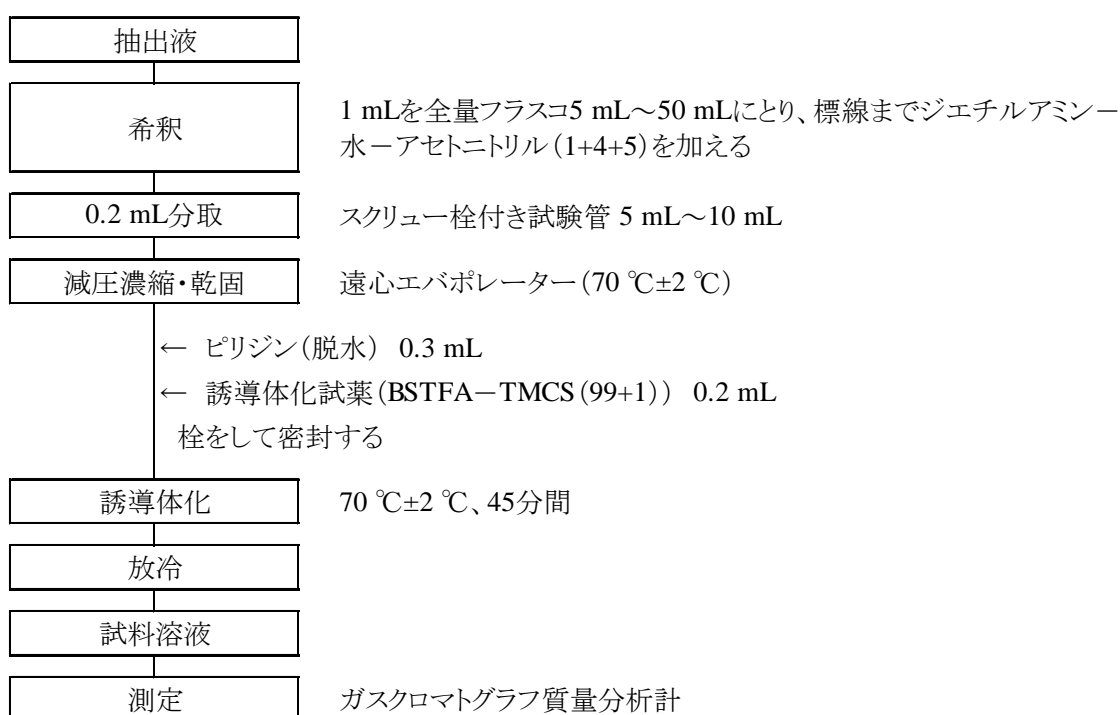 抽出液
希釈
1 mLを全量フラスコ5 mL～50 mLにとり、標線までジエチルアミン－
水－アセトニトリル(1+4+5)を加える
0.2 mL分取
スクリュー栓付き試験管 5 mL～10 mL
減圧濃縮・乾固
遠心エバポレーター(70 ℃±2 ℃)
← ピリジン(脱水) 0.3 mL
← 誘導体化試薬(BSTFA－TMCS(99+1)) 0.2 mL
栓をして密封する
誘導体化
70 ℃±2 ℃、45分間
放冷
試料溶液
測定
ガスクロマトグラフ質量分析計